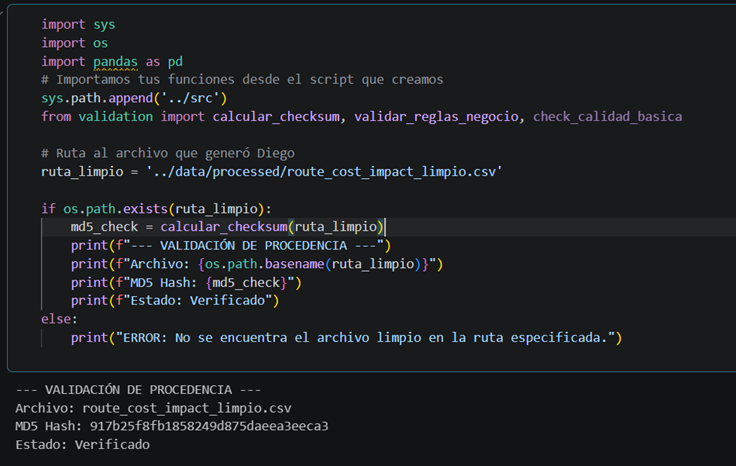 import sys
import os
import pandas as pd
# Importamos tus funciones desde el script que creamos
sys.path.append('../src')
from validation import calcular_checksum, validar_reglas_negocio, check_calidad_basica
# Ruta al archivo que generó Diego
ruta_limpio = '../data/processed/route_cost_impact_limpio.csv'
if os.path.exists(ruta_limpio):
    md5_check = calcular_checksum(ruta_limpio)
    print(f"--- VALIDACIÓN DE PROCEDENCIA ---")
    print(f"Archivo: {os.path.basename(ruta_limpio)}")
    print(f"MD5 Hash: {md5_check}")
    print(f"Estado: Verificado")
else:
    print("ERROR: No se encuentra el archivo limpio en la ruta especificada.")
--- VALIDACIÓN DE PROCEDENCIA ---
Archivo: route_cost_impact_limpio.csv
MD5 Hash: 917b25f8fb1858249d875daeea3eeca3
Estado: Verificado